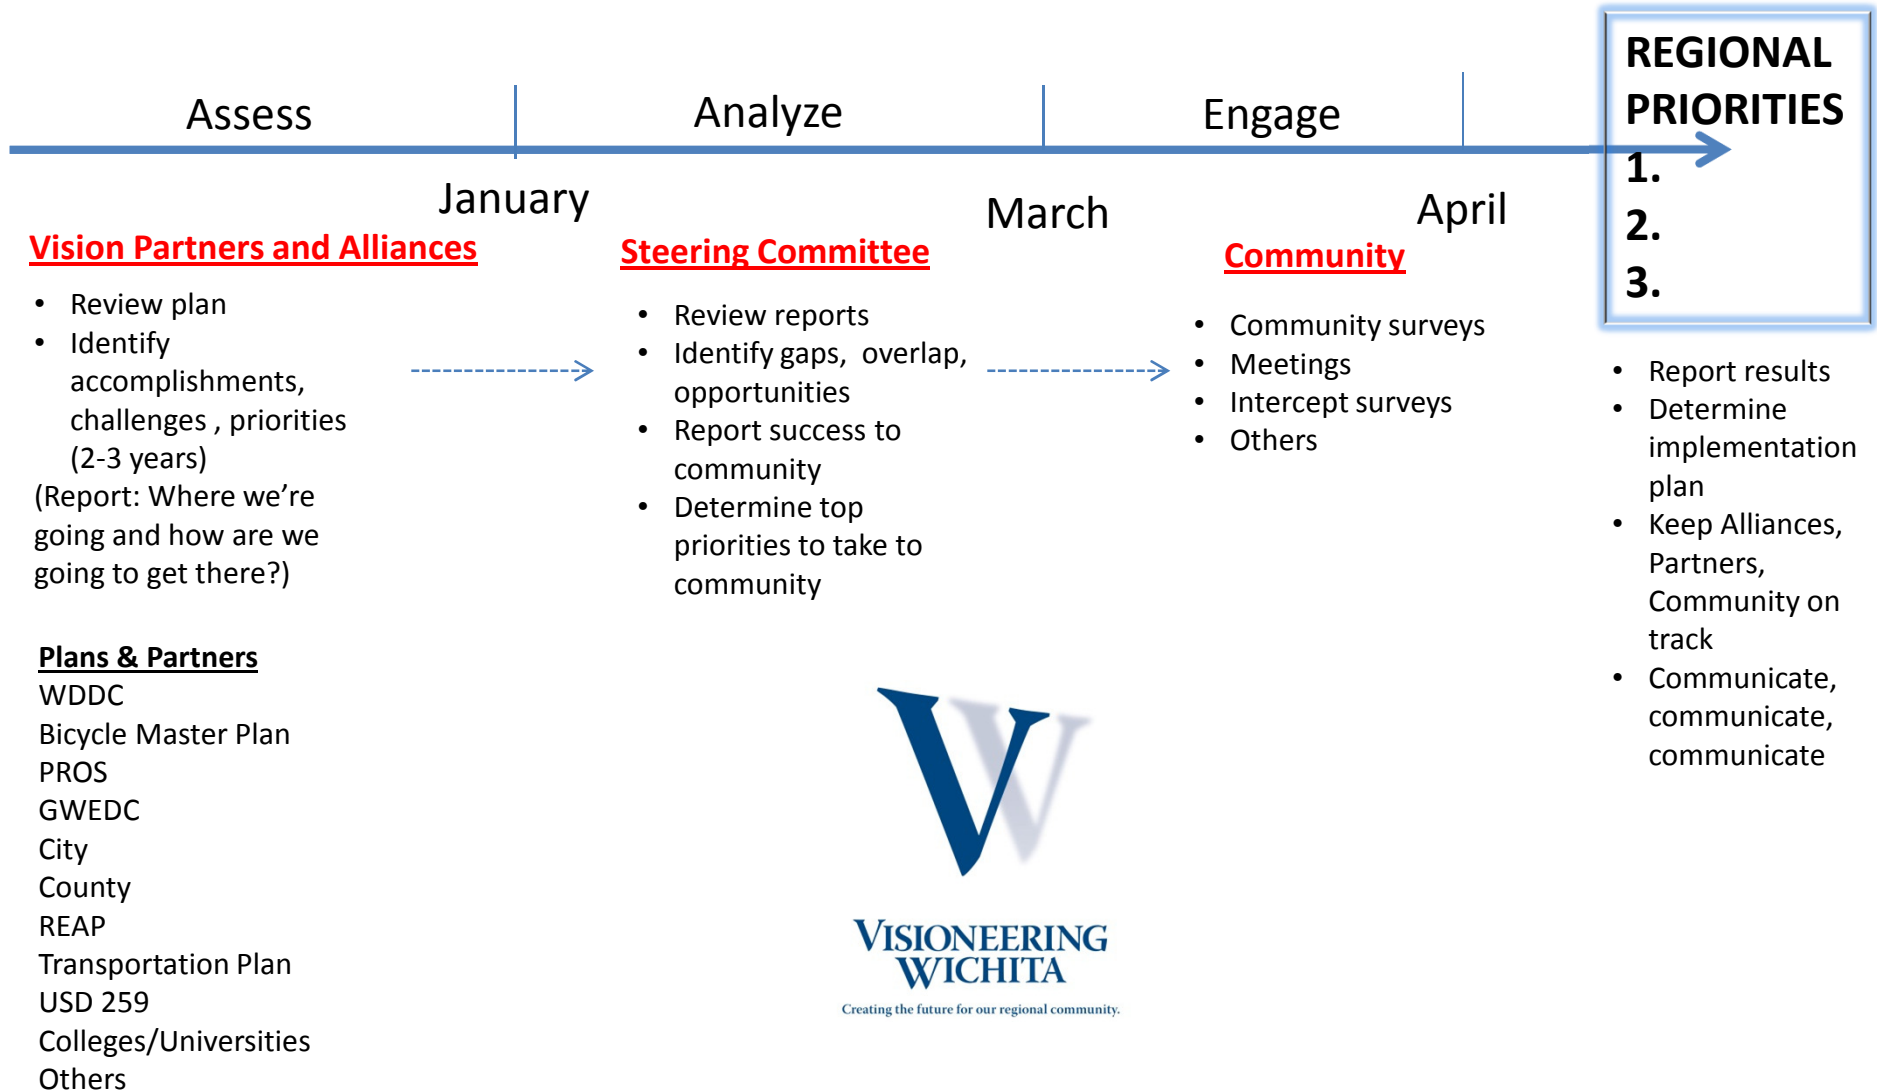 Assess
Analyze
Engage
January
March
April
REGIONAL
PRIORITIES
1.
2.
3.
Vision Partners and Alliances
• Review plan
• Identify
accomplishments,
challenges , priorities
(2-3 years)
(Report: Where we’re
going and how are we
going to get there?)
Plans & Partners
WDDC
Bicycle Master Plan
PROS
GWEDC
City
County
REAP
Transportation Plan
USD 259
Colleges/Universities
Others
Steering Committee
• Review reports
• Identify gaps, overlap,
opportunities
• Report success to
community
• Determine top
priorities to take to
community
Community
• Community surveys
• Meetings
• Intercept surveys
• Others
• Report results
• Determine
implementation
plan
• Keep Alliances,
Partners,
Community on
track
• Communicate,
communicate,
communicate
VISIONEERING
WICHITA
Creating the future for our regional community.